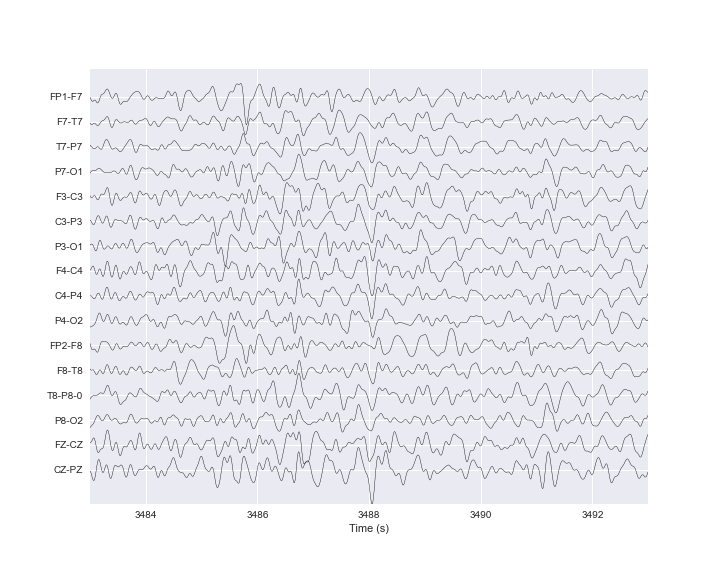 FP1-F7
F7-T7
T7-P7
P7-O1
F3-C3
C3-P3
P3-O1
F4-C4
C4-P4
P4-O2
FP2-F8
F8-T8
T8-P8-0
P8-O2
FZ-CZ
CZ-PZ
3484 3486 3488 3490 3492
Time (s)